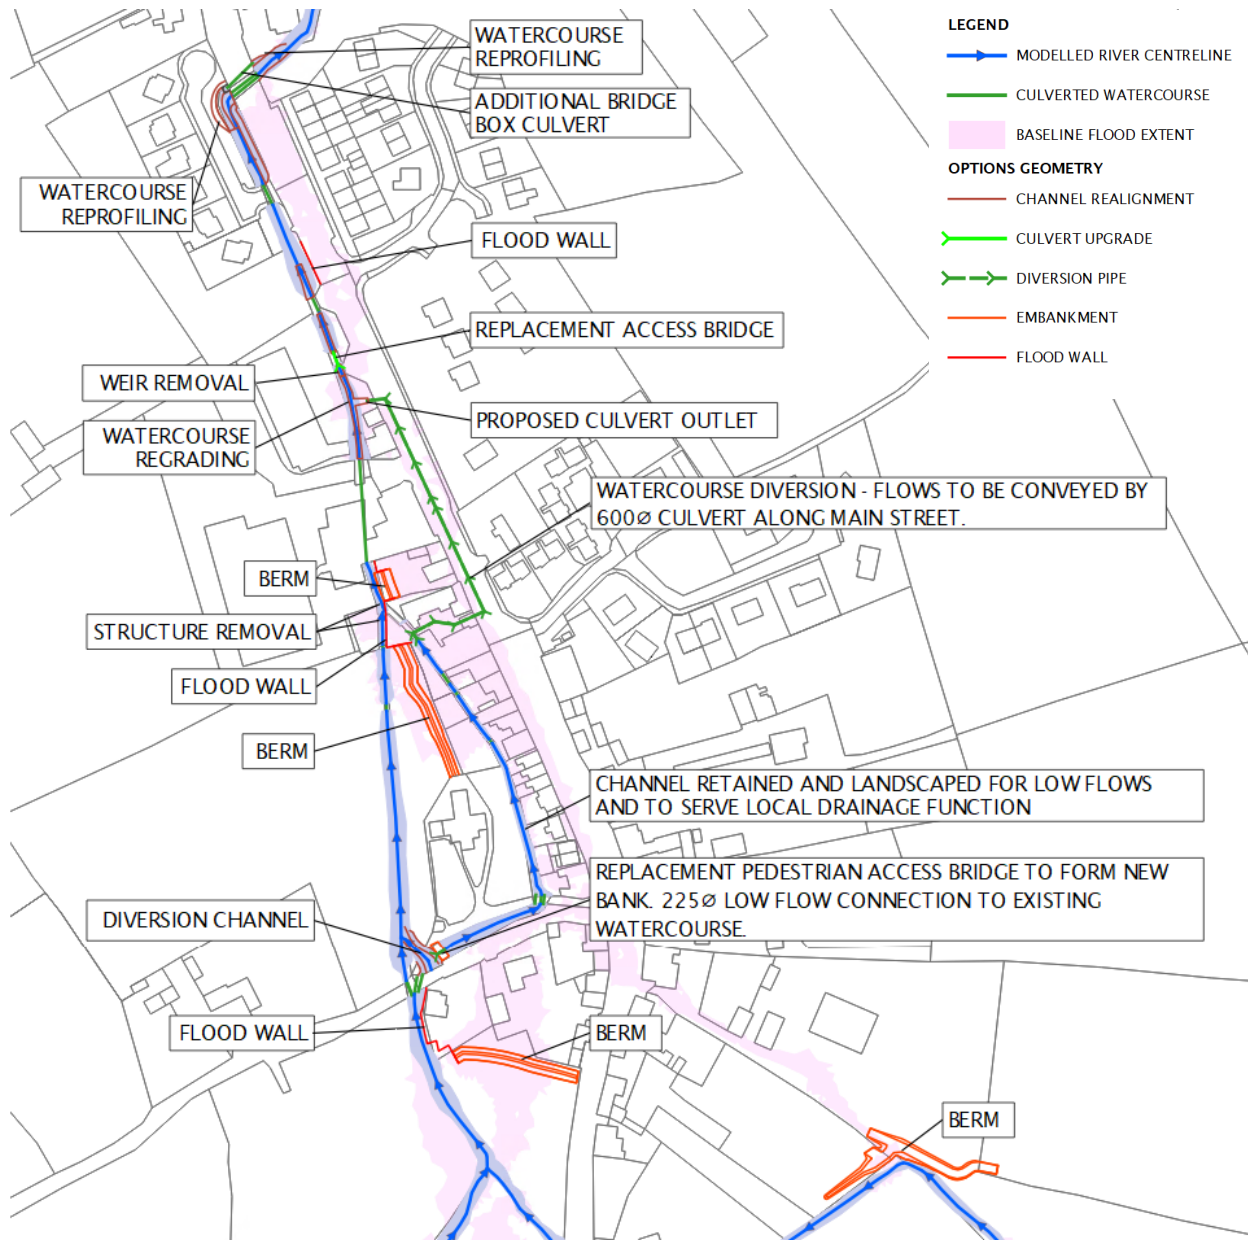 WATERCOURSE
REPROFILING
ADDITIONAL BRIDGE
BOX CULVERT
WATERCOURSE
REPROFILING
FLOOD WALL
REPLACEMENT ACCESS BRIDGE
WEIR REMOVAL
PROPOSED CULVERT OUTLET
WATERCOURSE
REGRADING
WATERCOURSE DIVERSION - FLOWS TO BE CONVEYED BY
600⌀ CULVERT ALONG MAIN STREET.
BERM
STRUCTURE REMOVAL
FLOOD WALL
BERM
CHANNEL RETAINED AND LANDSCAPED FOR LOW FLOWS
AND TO SERVE LOCAL DRAINAGE FUNCTION
REPLACEMENT PEDESTRIAN ACCESS BRIDGE TO FORM NEW
BANK. 225⌀ LOW FLOW CONNECTION TO EXISTING
WATERCOURSE.
DIVERSION CHANNEL
FLOOD WALL
BERM
BERM
LEGEND
MODELLED RIVER CENTRELINE
CULVERTED WATERCOURSE
BASELINE FLOOD EXTENT
OPTIONS GEOMETRY
CHANNEL REALIGNMENT
CULVERT UPGRADE
DIVERSION PIPE
EMBANKMENT
FLOOD WALL